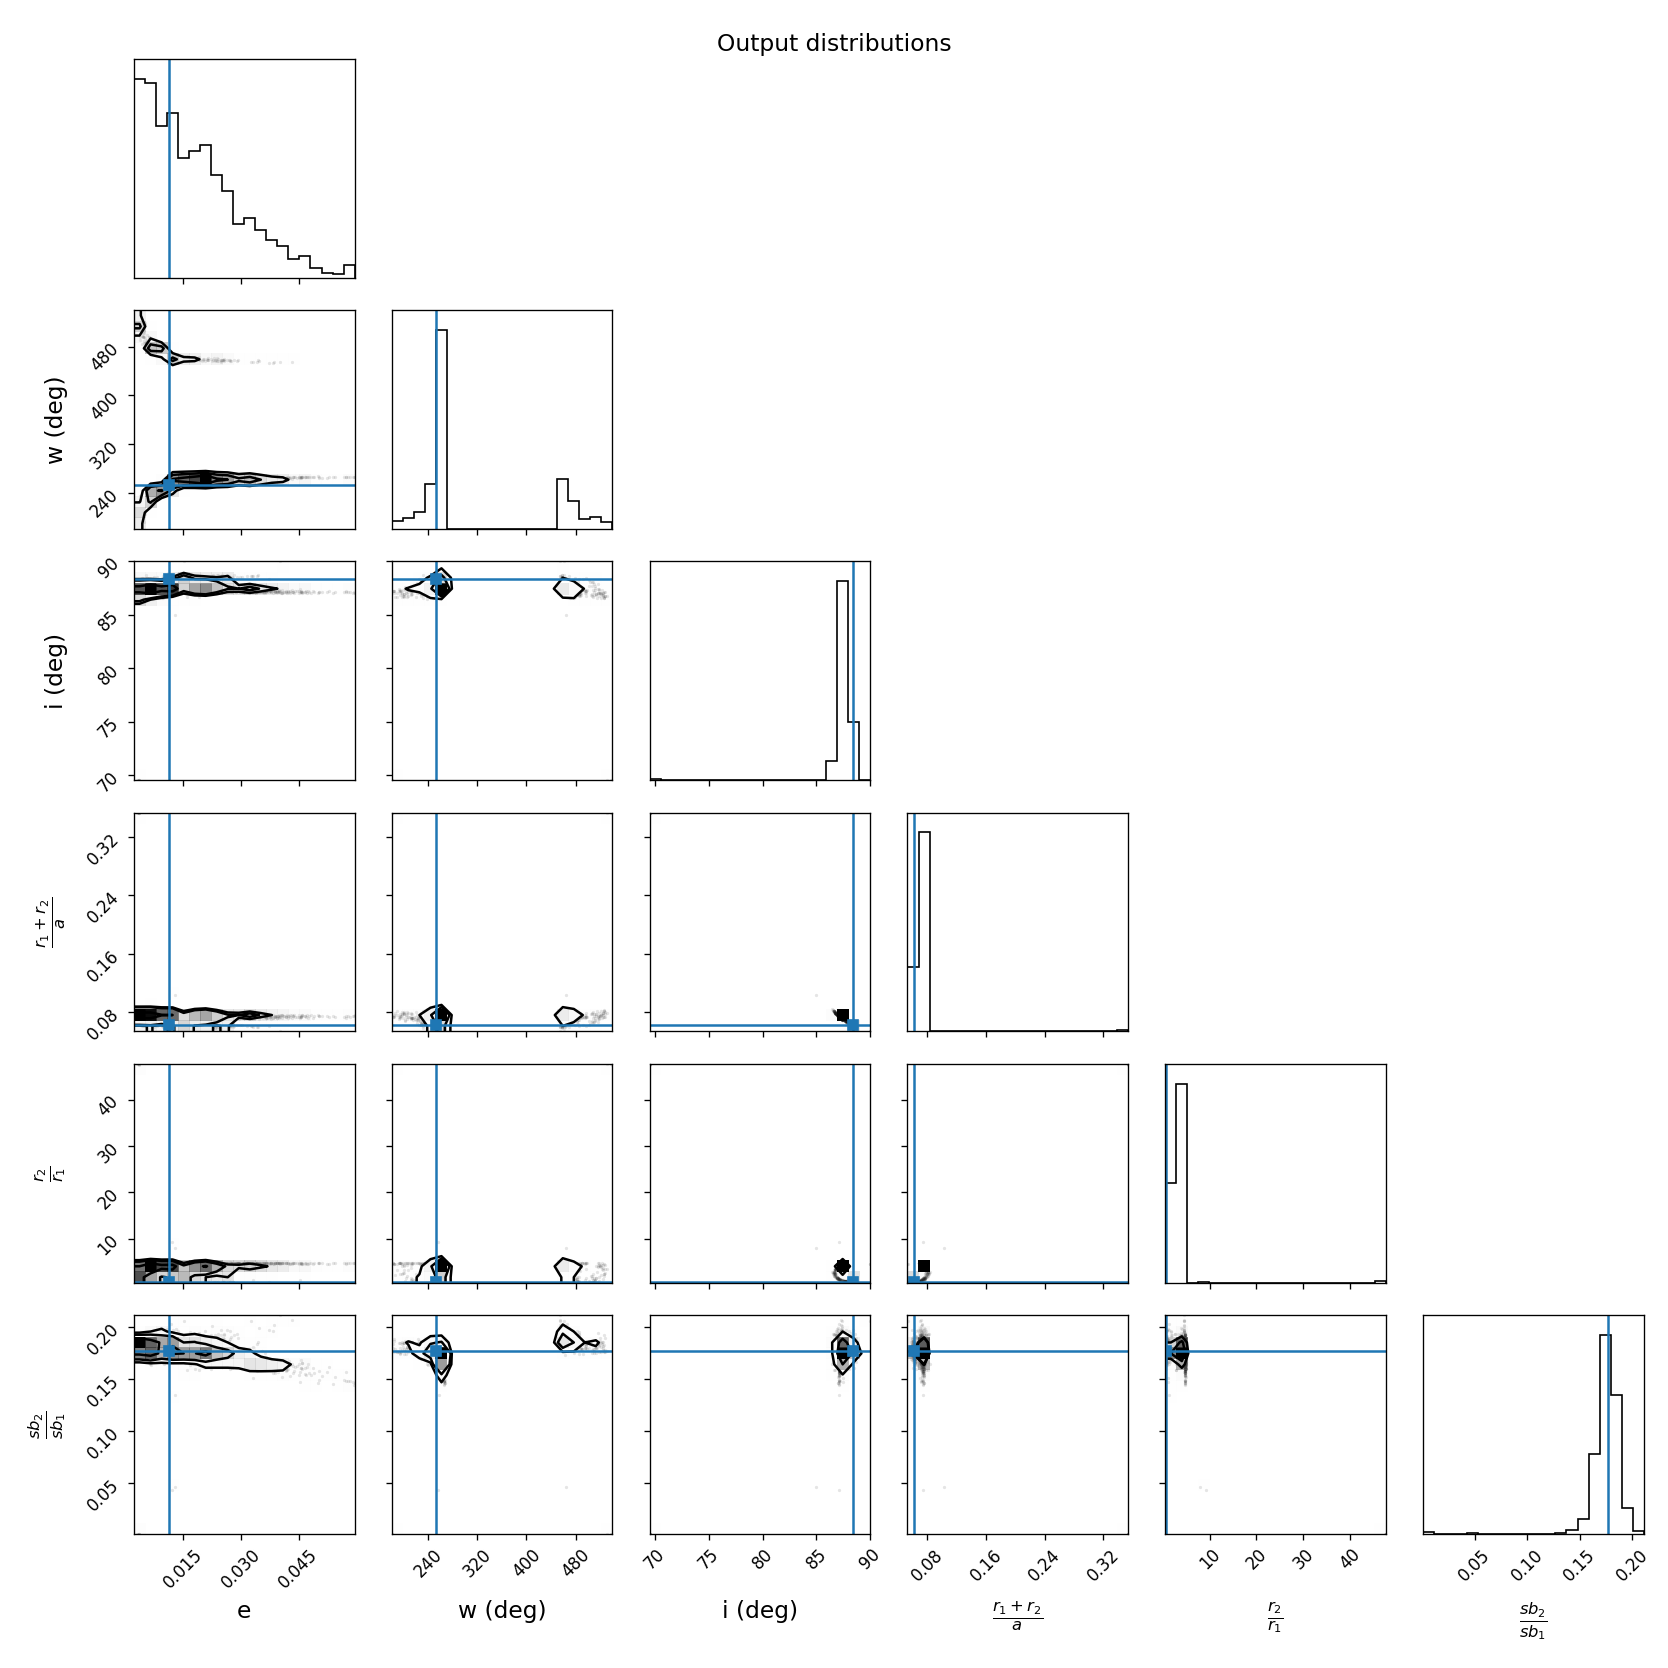 Output distributions
480
400
320
240
w (deg)
90
85
80
75
70
i (deg)
0.32
0.24
0.16
0.08
r₁ + r₂
a
40
30
20
10
r₂
r₁
0.20
0.15
0.10
0.05
sb₂
sb₁
0.015 0.030 0.045 240 320 400 480 70 75 80 85 90 0.08 0.16 0.24 0.32 10 20 30 40 0.05 0.10 0.15 0.20
e w (deg) i (deg)
r₁ + r₂
a
r₂
r₁
sb₂
sb₁